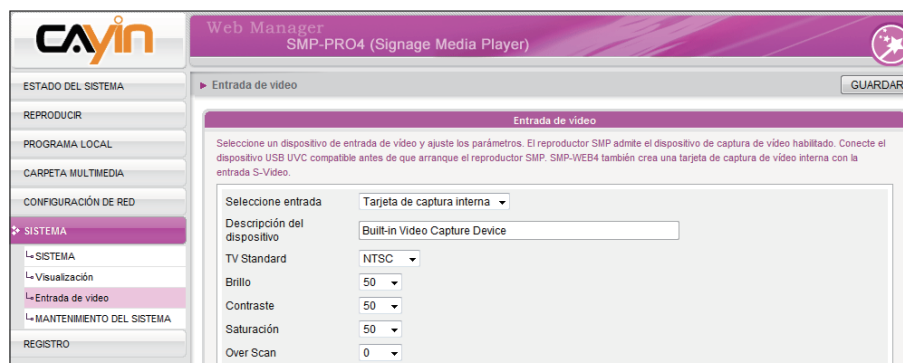 CAyin
Web Manager
SMP-PRO4 (Signage Media Player)
ESTADO DEL SISTEMA
REPRODUCIR
PROGRAMA LOCAL
CARPETA MULTIMEDIA
CONFIGURACIÓN DE RED
SISTEMA
SISTEMA
Visualización
Entrada de video
MANTENIMIENTO DEL SISTEMA
REGISTRO
Entrada de video
GUARDAR
Entrada de vídeo
Seleccione un dispositivo de entrada de vídeo y ajuste los parámetros. El reproductor SMP admite el dispositivo de captura de vídeo habilitado. Conecte el
dispositivo USB UVC compatible antes de que arranque el reproductor SMP. SMP-WEB4 también crea una tarjeta de captura de vídeo interna con la
entrada S-Video.
Seleccione entrada Tarjeta de captura interna
Descripción del
dispositivo Built-in Video Capture Device
TV Standard NTSC
Brillo 50
Contraste 50
Saturación 50
Over Scan 0